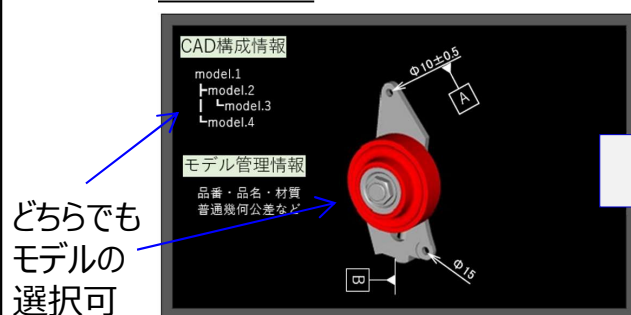 CAD構成情報
model.1
┣model.2
┃ ┗model.3
┗model.4
モデル管理情報
品番・品名・材質
普通幾何公差など
Φ10±0.5
A
B
Φ15
どちらでも
モデルの
選択可